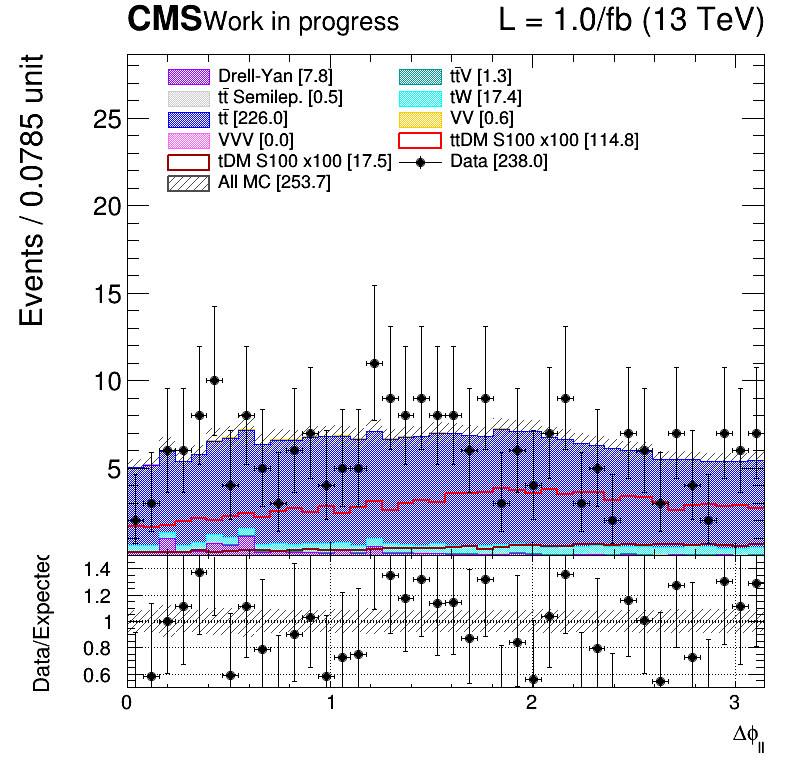 CMS Work in progress L = 1.0/fb (13 TeV)
Events / 0.0785 unit
Drell-Yan [7.8] tt̄V [1.3]
tt̄ Semilep. [0.5] tW [17.4]
tt̄ [226.0] VV [0.6]
VVV [0.0] ttDM S100 x100 [114.8]
tDM S100 x100 [17.5] Data [238.0]
All MC [253.7]
25
20
15
10
5
Data/Expected
1.4
1.2
1
0.8
0.6
0 1 2 3
Δϕ_ll